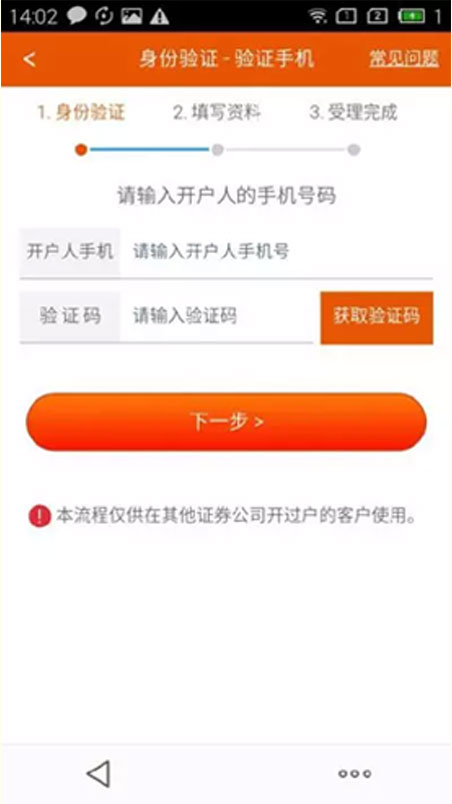 14:02 1 2 1
< 身份验证 - 验证手机 常见问题
1. 身份验证 2. 填写资料 3. 受理完成
请输入开户人的手机号码
开户人手机 请输入开户人手机号
验证码 请输入验证码 获取验证码
下一步 >
! 本流程仅供在其他证券公司开过户的客户使用。